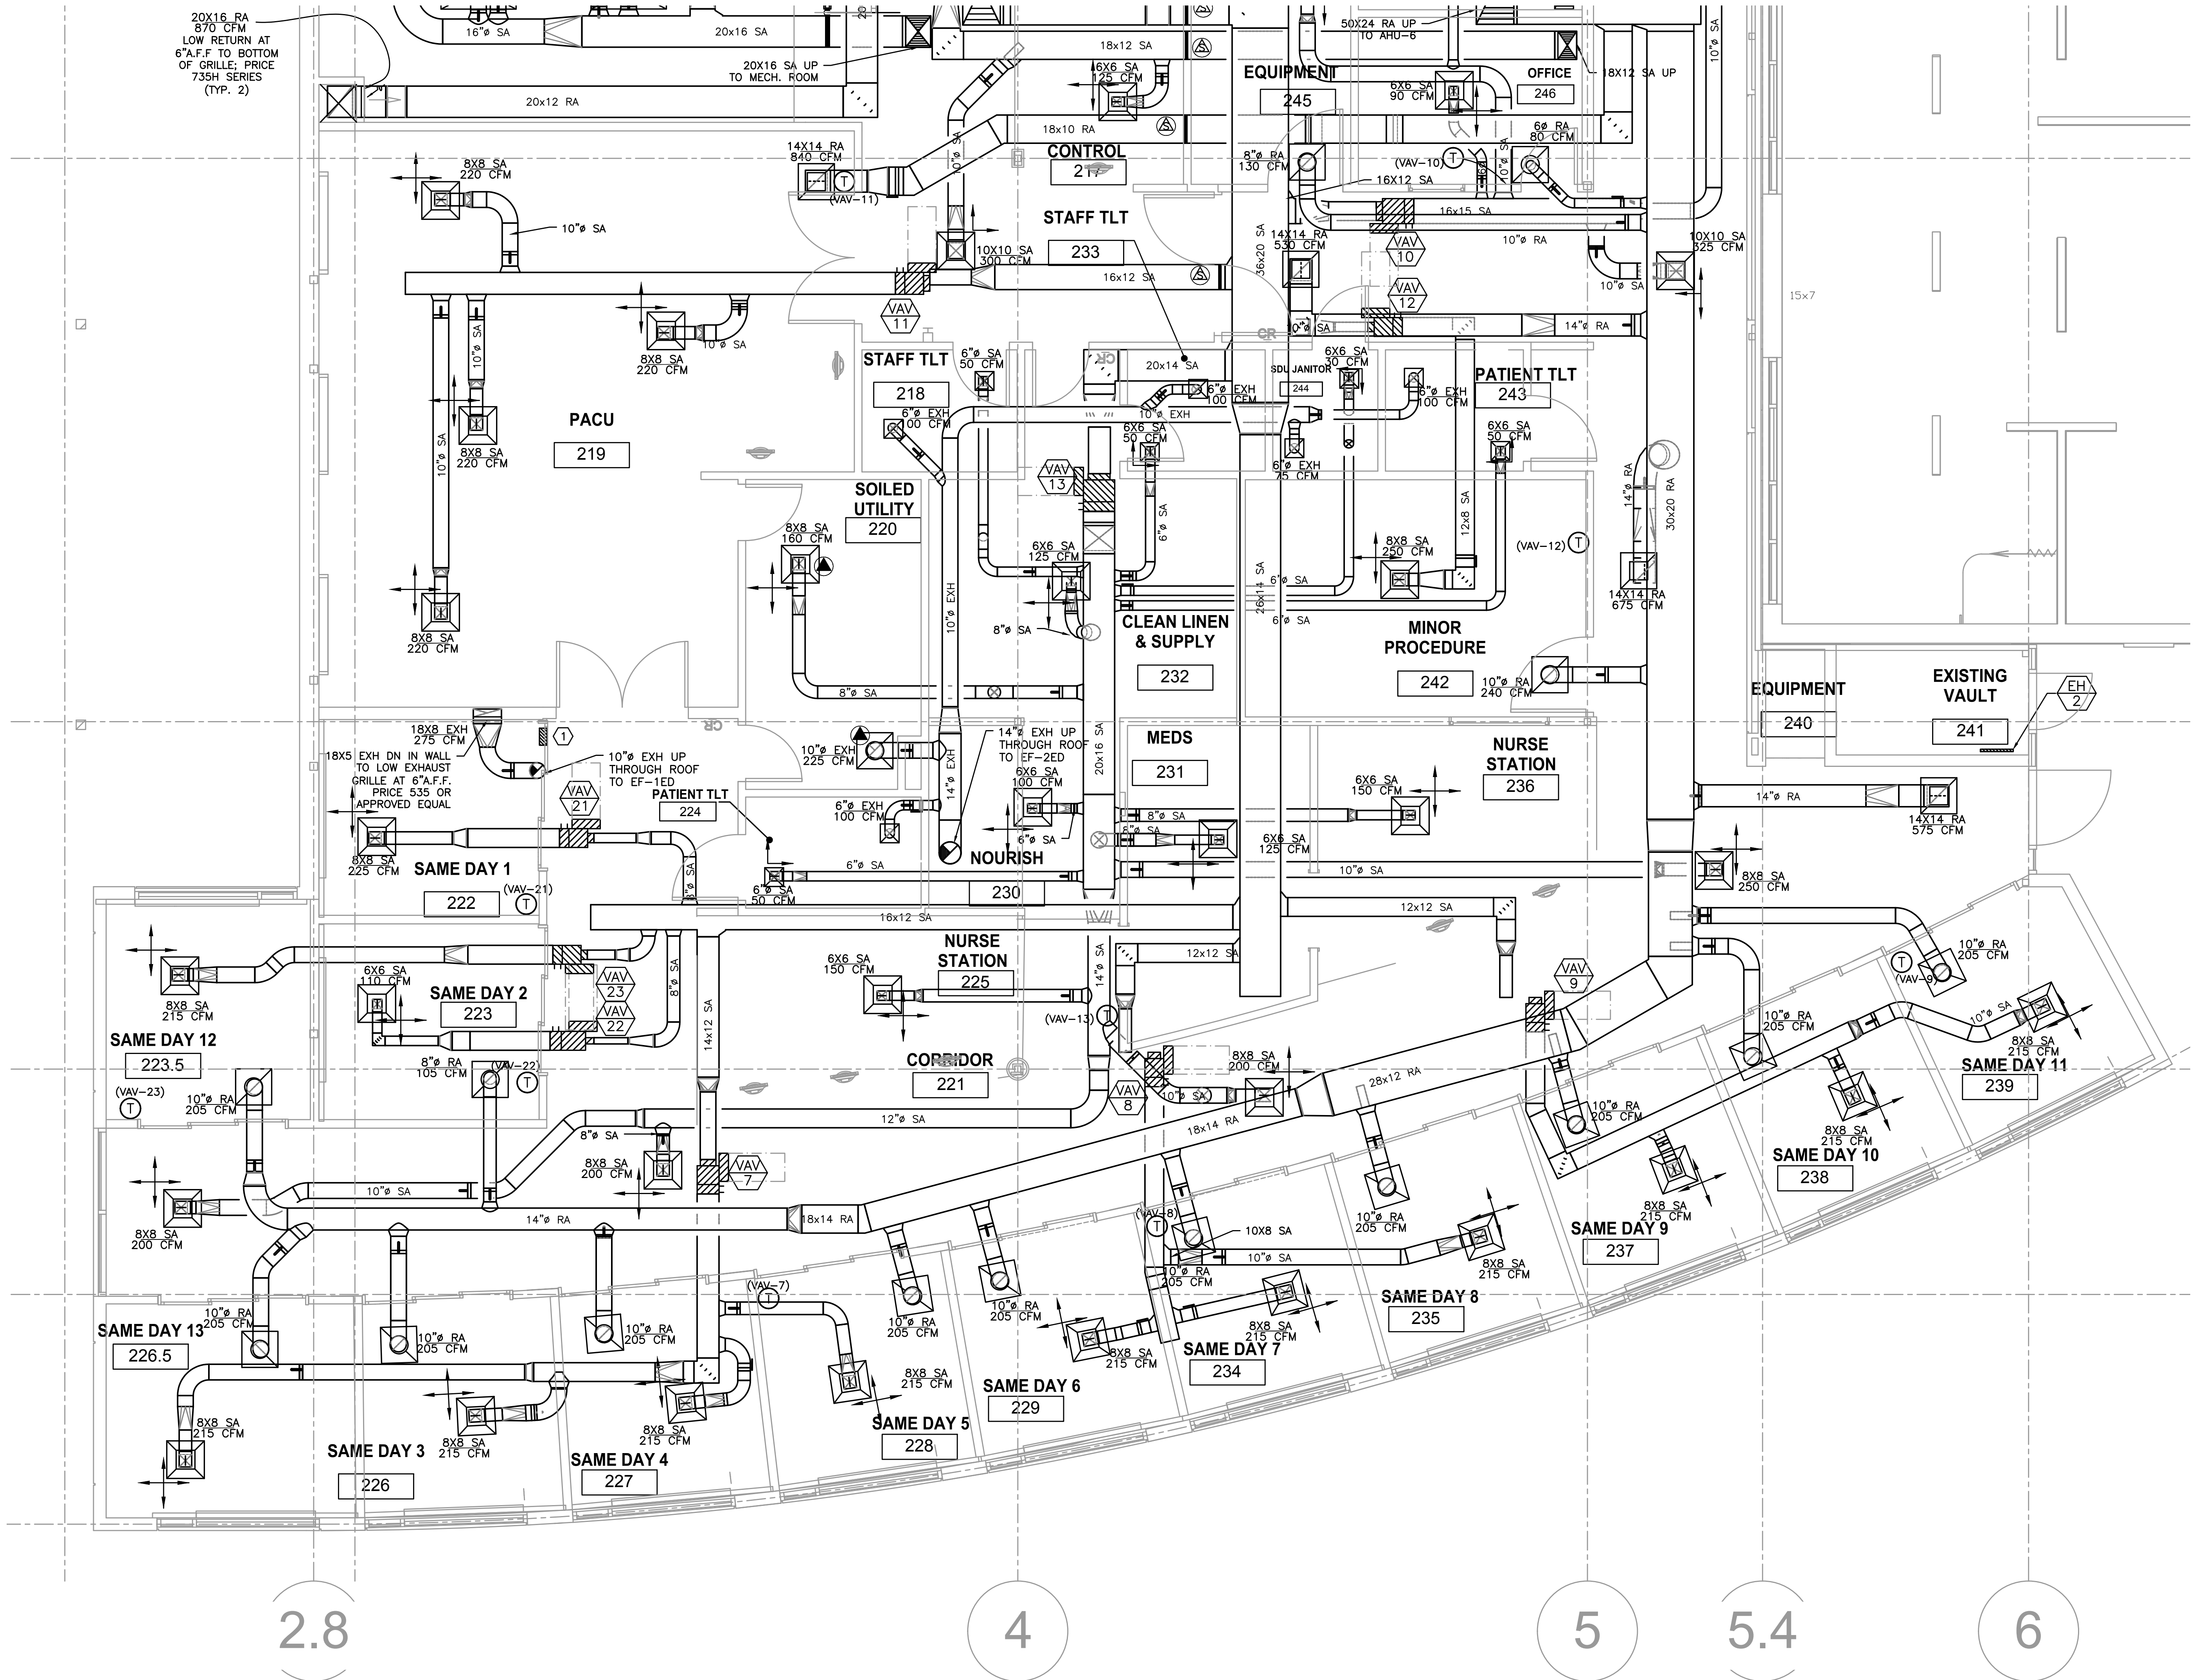 20X16 RA
870 CFM
LOW RETURN AT
6"A.F.F TO BOTTOM
OF GRILLE; PRICE
735H SERIES
(TYP. 2)
16"ø SA
20x16 SA
20
20X16 SA UP
TO MECH. ROOM
18x12 SA
50X24 RA UP
TO AHU-6
10"ø SA
20x12 RA
6X6 SA
125 CFM
EQUIPMENT
245
6X6 SA
90 CFM
OFFICE
246
18X12 SA UP
18x10 RA
10"ø SA
CONTROL
217
14X14 RA
840 CFM
T
(VAV-11)
8"ø RA
130 CFM
(VAV-10)
T
10"ø SA
6ø RA
80 CFM
16X12 SA
16x15 SA
10"ø RA
8X8 SA
220 CFM
10"ø SA
STAFF TLT
233
10X10 SA
300 CFM
16x12 SA
36x20 SA
14X14 RA
530 CFM
VAV
10
VAV
12
VAV
11
10X10 SA
325 CFM
10"ø SA
15x7
8X8 SA
220 CFM
10"ø SA
10"ø SA
14"ø RA
CR
CR
10"ø SA
20x14 SA
STAFF TLT
218
6"ø SA
50 CFM
6"ø EXH
100 CFM
10"ø EXH
6"ø EXH
100 CFM
SDU JANITOR
244
6X6 SA
30 CFM
6"ø EXH
100 CFM
PATIENT TLT
243
6X6 SA
50 CFM
6"ø EXH
75 CFM
6X6 SA
50 CFM
PACU
219
8X8 SA
220 CFM
10"ø SA
VAV
13
SOILED
UTILITY
220
8X8 SA
160 CFM
6"ø SA
12x8 SA
14"ø RA
30x20 RA
(VAV-12)
T
6X6 SA
125 CFM
8X8 SA
250 CFM
6"ø SA
6"ø SA
26x14 SA
14X14 RA
675 CFM
8X8 SA
220 CFM
10"ø EXH
8"ø SA
CLEAN LINEN
& SUPPLY
232
MINOR
PROCEDURE
242
10"ø RA
240 CFM
8"ø SA
EQUIPMENT
240
EXISTING
VAULT
241
EH
2
18X8 EXH
275 CFM
18X5 EXH DN IN WALL
TO LOW EXHAUST
GRILLE AT 6"A.F.F.
PRICE 535 OR
APPROVED EQUAL
1
CR
10"ø EXH UP
THROUGH ROOF
TO EF-1ED
10"ø EXH
225 CFM
14"ø EXH UP
THROUGH ROOF
TO EF-2ED
14"ø EXH
6X6 SA
100 CFM
20x16 SA
MEDS
231
NURSE
STATION
236
6X6 SA
150 CFM
VAV
21
PATIENT TLT
224
6"ø EXH
100 CFM
6"ø SA
8"ø SA
8"ø SA
6X6 SA
125 CFM
14"ø RA
14X14 RA
575 CFM
8X8 SA
225 CFM
SAME DAY 1
222
(VAV-21)
T
8"ø SA
6"ø SA
50 CFM
6"ø SA
NOURISH
230
10"ø SA
8X8 SA
250 CFM
16x12 SA
12x12 SA
8X8 SA
215 CFM
6X6 SA
110 CFM
SAME DAY 2
223
VAV
23
VAV
22
8"ø SA
14x12 SA
6X6 SA
150 CFM
NURSE
STATION
225
14"ø SA
12x12 SA
(VAV-13)
T
VAV
9
T
(VAV-9)
10"ø RA
205 CFM
SAME DAY 12
223.5
(VAV-23)
T
10"ø RA
205 CFM
8"ø RA
105 CFM
(VAV-22)
T
CORRIDOR
221
VAV
8
10"ø SA
8X8 SA
200 CFM
28x12 RA
10"ø RA
205 CFM
10"ø RA
205 CFM
10"ø SA
8X8 SA
215 CFM
SAME DAY 11
239
12"ø SA
8"ø SA
8X8 SA
200 CFM
VAV
7
18x14 RA
8X8 SA
215 CFM
SAME DAY 10
238
8X8 SA
200 CFM
10"ø SA
14"ø RA
18x14 RA
(VAV-8)
T
10X8 SA
10"ø SA
10"ø RA
205 CFM
8X8 SA
215 CFM
SAME DAY 9
237
8X8 SA
215 CFM
10"ø RA
205 CFM
SAME DAY 13
226.5
10"ø RA
205 CFM
10"ø RA
205 CFM
10"ø RA
205 CFM
(VAV-7)
T
10"ø RA
205 CFM
10"ø RA
205 CFM
8X8 SA
215 CFM
SAME DAY 8
235
8X8 SA
215 CFM
SAME DAY 7
234
8X8 SA
215 CFM
SAME DAY 6
229
8X8 SA
215 CFM
SAME DAY 3
226
8X8 SA
215 CFM
SAME DAY 4
227
8X8 SA
215 CFM
SAME DAY 5
228
2.8
4
5
5.4
6